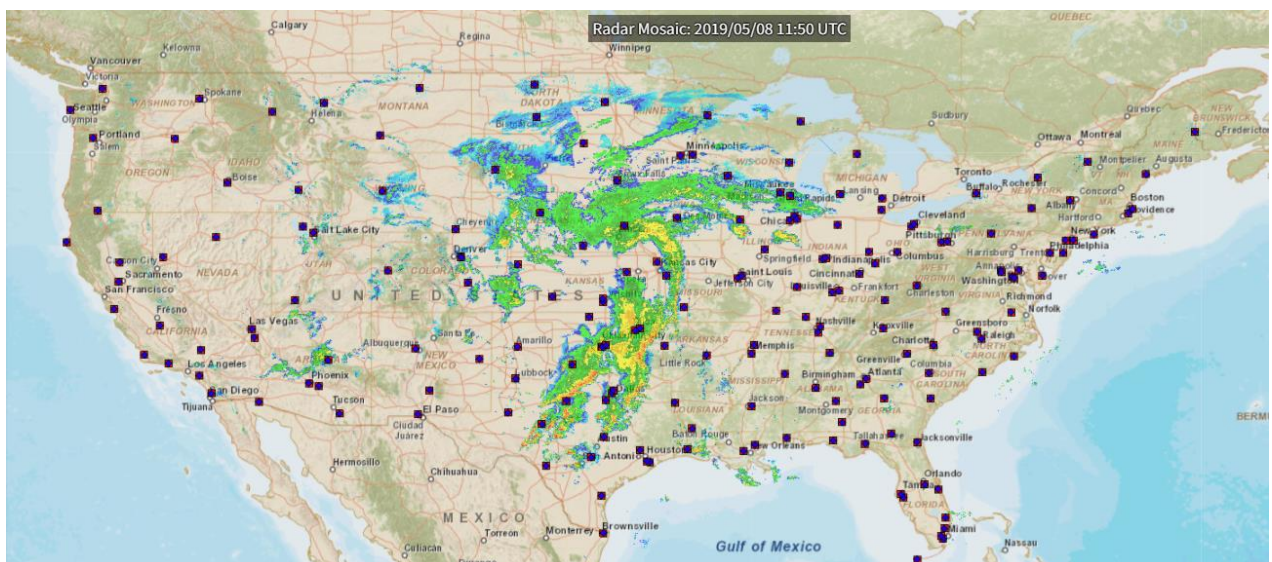 Radar Mosaic: 2019/05/08 11:50 UTC
QUEBEC
Calgary
Kelowna
Regina
Winnipeg
Vancouver
Victoria
Spokane
Seattle
WASHINGTON
Olympia
Helena
MONTANA
NORTH
DAKOTA
Bismarck
MINNESOTA
Sudbury
Quebec
NEW
BRUNSWICK
Fredericton
Ottawa
Montreal
MAINE
Portland
Salem
OREGON
IDAHO
Boise
Minneapolis
Saint Paul
WISCONSIN
Sioux Falls
Milwaukee
MICHIGAN
Lansing
Detroit
Toronto
Buffalo
Rochester
NEW YORK
Montpelier
Augusta
Concord
NH
Albany
Boston
Providence
Hartford
MA
Salt Lake City
Denver
COLORADO
UTAH
NEVADA
Carson City
Sacramento
San Francisco
Fresno
CALIFORNIA
Las Vegas
Los Angeles
San Diego
Tijuana
Phoenix
Tucson
Albuquerque
NEW
MEXICO
Santa Fe
El Paso
Ciudad
Juárez
Amarillo
Lubbock
KANSAS
Kansas City
UNITED STATES
Jefferson City
Saint Louis
MISSOURI
Springfield
ILLINOIS
INDIANA
Indianapolis
Cincinnati
OHIO
Columbus
Cleveland
Pittsburgh
PENNSYLVANIA
Harrisburg
Trenton
New York
Philadelphia
Annapolis
Dover
Washington
WEST
VIRGINIA
Charleston
VIRGINIA
Richmond
Norfolk
Louisville
Frankfort
KENTUCKY
Nashville
TENNESSEE
Knoxville
Memphis
ARKANSAS
Little Rock
Greensboro
Raleigh
NORTH
CAROLINA
Charlotte
Greenville
Columbia
SOUTH
CAROLINA
Atlanta
Birmingham
ALABAMA
GEORGIA
Montgomery
MISSISSIPPI
Jackson
LOUISIANA
Baton Rouge
New Orleans
Tallahassee
Jacksonville
Orlando
Tampa
FLORIDA
Miami
Nassau
Dallas
Austin
San Antonio
Houston
Brownsville
Monterrey
Torreon
MEXICO
Chihuahua
Hermosillo
Culiacán
Durango
Gulf of Mexico